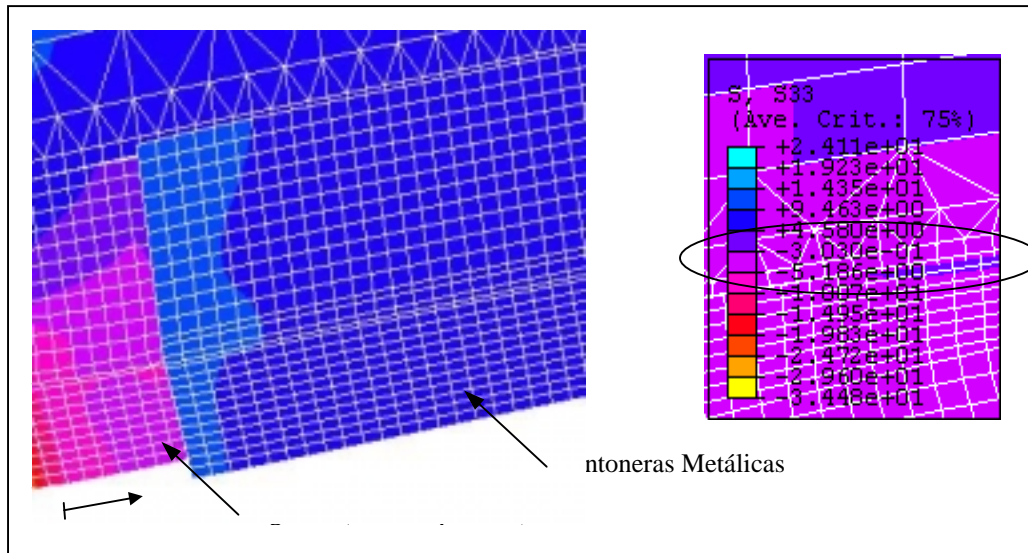 S, S33
(Ave. Crit.: 75%)
+2.411e+01
+1.923e+01
+1.435e+01
+9.463e+00
+4.580e+00
-3.030e-01
-5.186e+00
-1.007e+01
-1.495e+01
-1.983e+01
-2.472e+01
-2.960e+01
-3.448e+01
ntoneras Metálicas